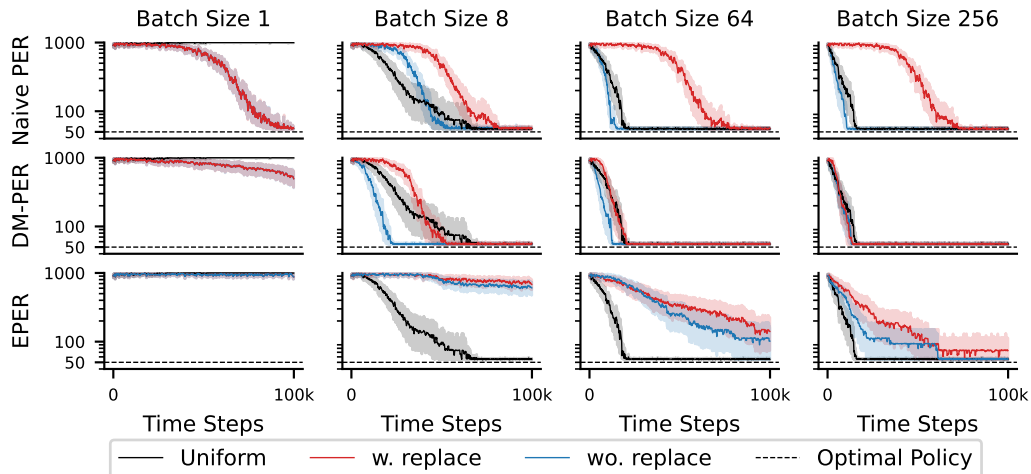 Batch Size 1 Batch Size 8 Batch Size 64 Batch Size 256
Naive PER
1000
100
50
DM-PER
1000
100
50
EPER
1000
100
50
0 100k 0 100k 0 100k 0 100k
Time Steps Time Steps Time Steps Time Steps
Uniform w. replace wo. replace Optimal Policy